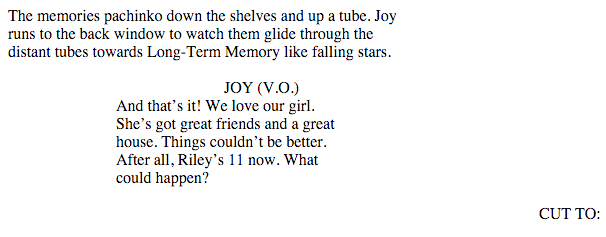 The memories pachinko down the shelves and up a tube. Joy
runs to the back window to watch them glide through the
distant tubes towards Long-Term Memory like falling stars.
JOY (V.O.)
And that’s it! We love our girl.
She’s got great friends and a great
house. Things couldn’t be better.
After all, Riley’s 11 now. What
could happen?
CUT TO: